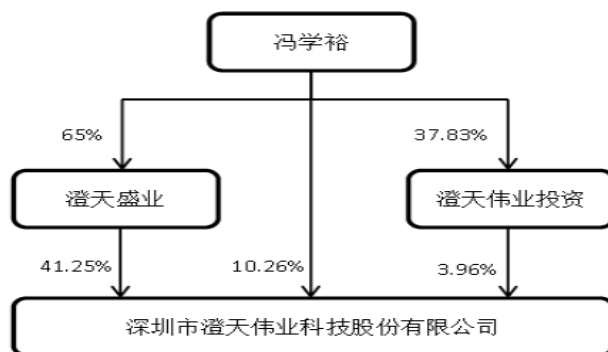 冯学裕
65%
37.83%
澄天盛业
澄天伟业投资
41.25%
10.26%
3.96%
深圳市澄天伟业科技股份有限公司